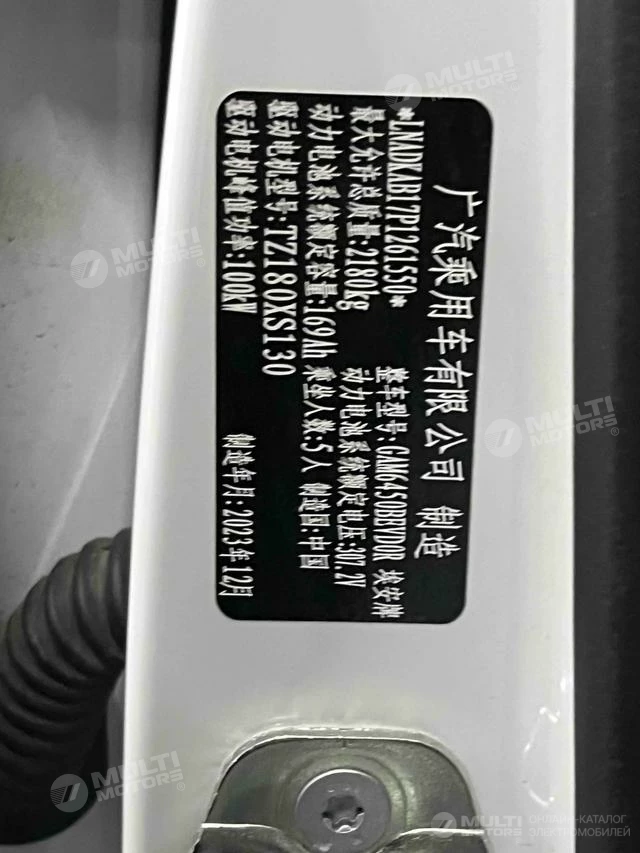 广汽乘用车有限公司 制造
*LNADKAB17P1261550* 整车型号:GAM6450BEVD0R 埃安牌
最大允许总质量:2180kg 动力电池系统额定电压:307.2V
动力电池系统额定容量:169Ah 乘坐人数:5人 制造国:中国
驱动电机型号:TZ180XS130
驱动电机峰值功率:100kW 制造年月:2023年12月
MULTI MOTORS
MULTI MOTORS
MULTI MOTORS
MULTI MOTORS
MULTI MOTORS
ОНЛАЙН-КАТАЛОГ
ЭЛЕКТРОМОБИЛЕЙ